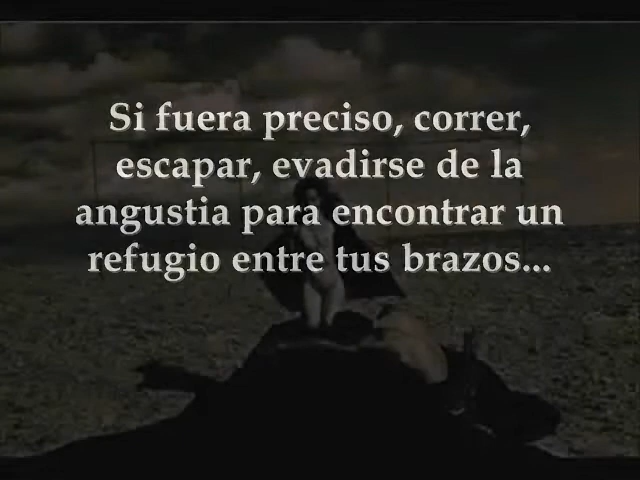 Si fuera preciso, correr,
escapar, evadirse de la
angustia para encontrar un
refugio entre tus brazos...